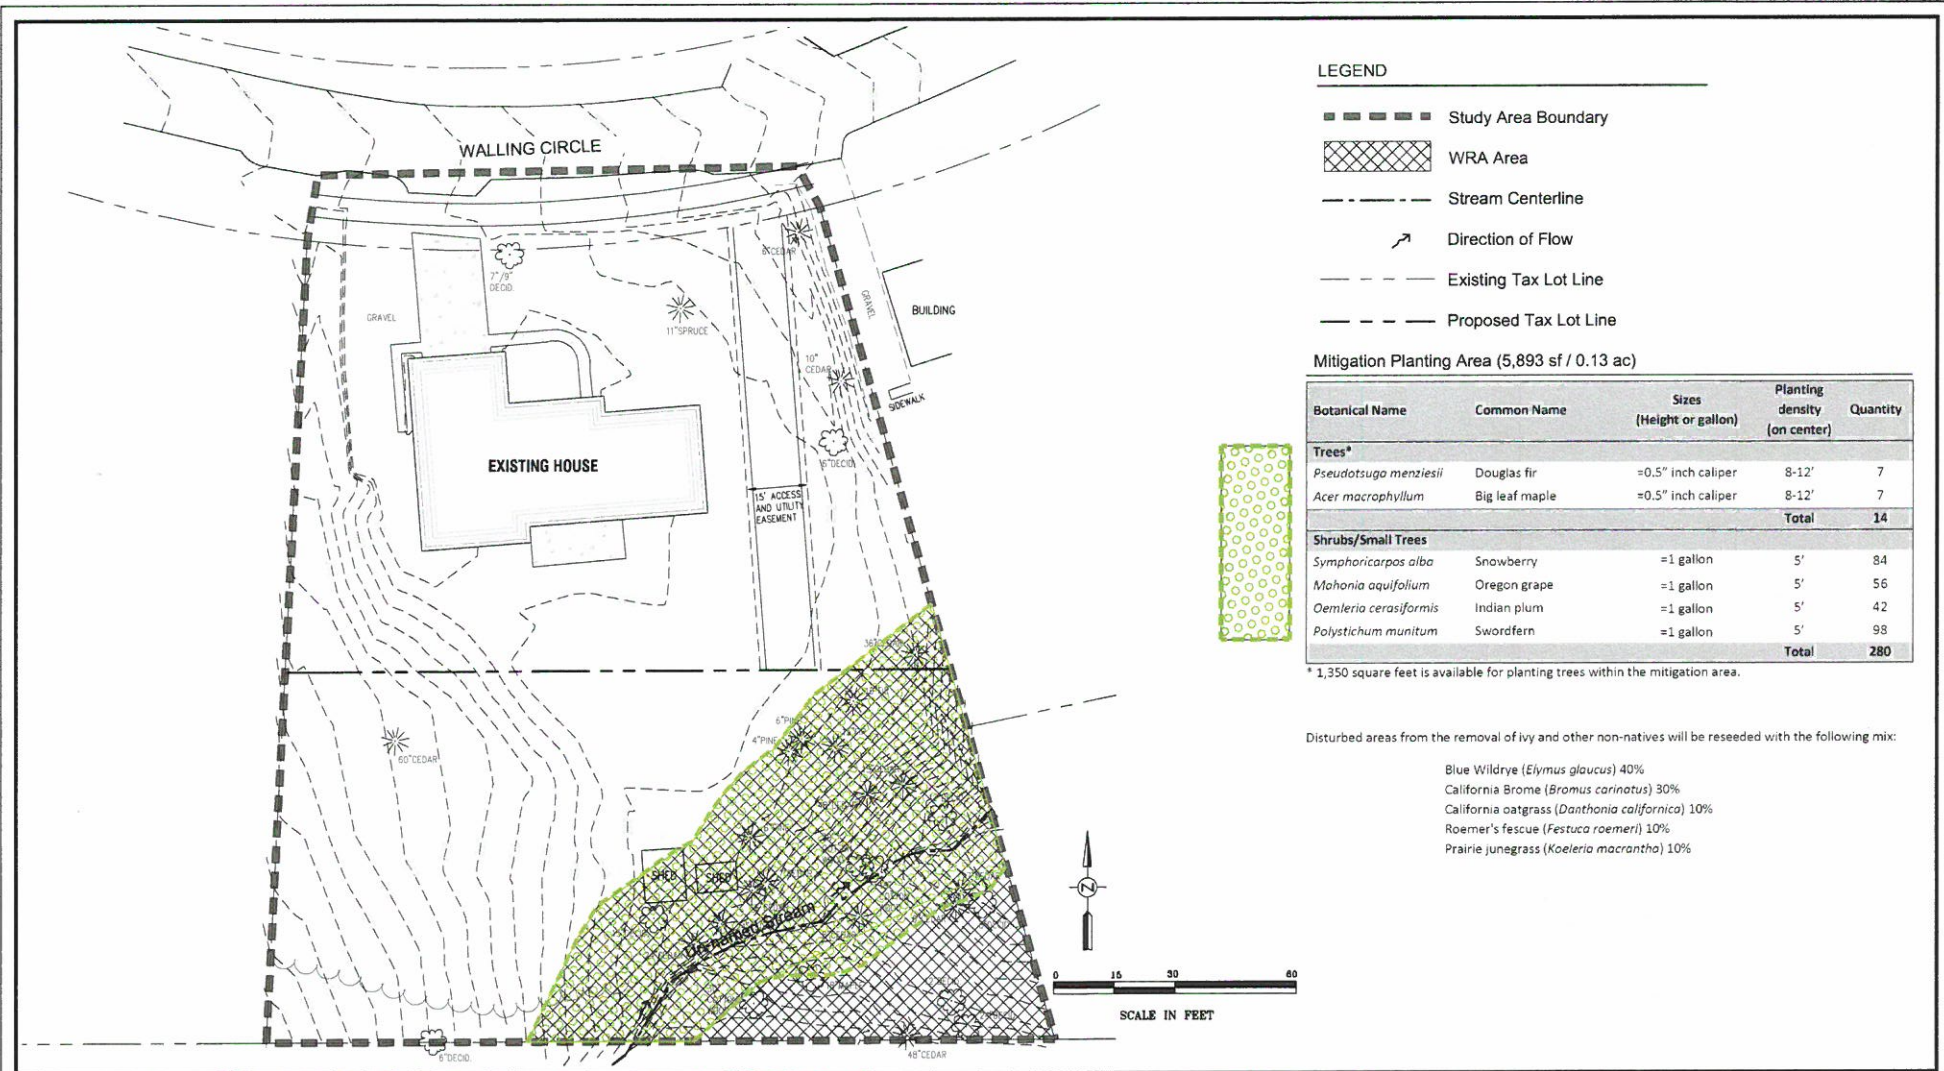 WALLING CIRCLE
6"CEDAR
7"/9"
DECID.
GRAVEL
11"SPRUCE
GRAVEL
BUILDING
10"
CEDAR
SIDEWALK
EXISTING HOUSE
15' ACCESS
AND UTILITY
EASEMENT
6"PINE
4"PINE
60"CEDAR
SHED
SHED
Un-named Stream
6"DECID.
48"CEDAR
LEGEND
Study Area Boundary
WRA Area
Stream Centerline
Direction of Flow
Existing Tax Lot Line
Proposed Tax Lot Line
Mitigation Planting Area (5,893 sf / 0.13 ac)
Botanical Name Common Name Sizes (Height or gallon) Planting density (on center) Quantity
Trees*
Pseudotsuga menziesii Douglas fir =0.5" inch caliper 8-12' 7
Acer macrophyllum Big leaf maple =0.5" inch caliper 8-12' 7
Total 14
Shrubs/Small Trees
Symphoricarpos alba Snowberry =1 gallon 5' 84
Mahonia aquifolium Oregon grape =1 gallon 5' 56
Oemleria cerasiformis Indian plum =1 gallon 5' 42
Polystichum munitum Swordfern =1 gallon 5' 98
Total 280
* 1,350 square feet is available for planting trees within the mitigation area.
Disturbed areas from the removal of ivy and other non-natives will be reseeded with the following mix:
Blue Wildrye (Elymus glaucus) 40%
California Brome (Bromus carinatus) 30%
California oatgrass (Danthonia californica) 10%
Roemer's fescue (Festuca roemeri) 10%
Prairie junegrass (Koeleria macrantha) 10%
Z
0 15 30 60
SCALE IN FEET